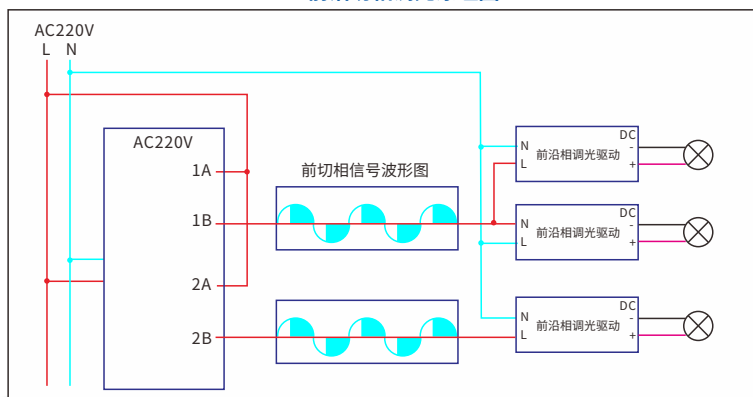 AC220V
L N
AC220V
1A
1B
2A
2B
前切相信号波形图
N
L
前沿相调光驱动
DC
-
+
N
L
前沿相调光驱动
DC
-
+
N
L
前沿相调光驱动
DC
-
+